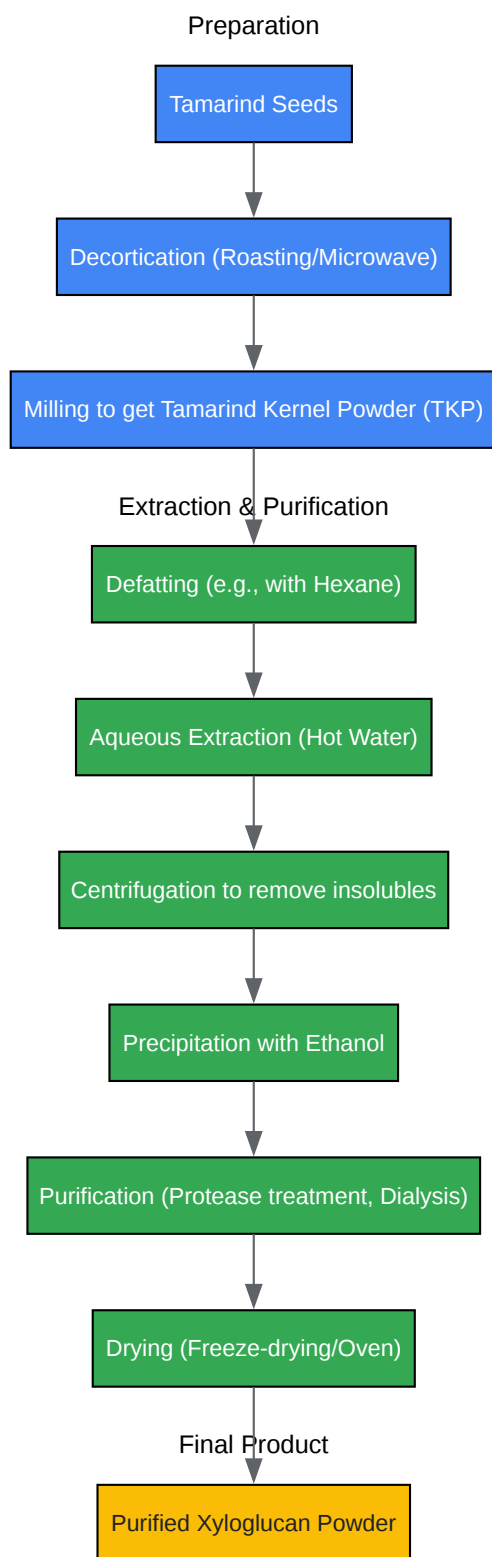 Preparation
Tamarind Seeds
Decortication (Roasting/Microwave)
Milling to get Tamarind Kernel Powder (TKP)
Extraction & Purification
Defatting (e.g., with Hexane)
Aqueous Extraction (Hot Water)
Centrifugation to remove insolubles
Precipitation with Ethanol
Purification (Protease treatment, Dialysis)
Drying (Freeze-drying/Oven)
Final Product
Purified Xyloglucan Powder